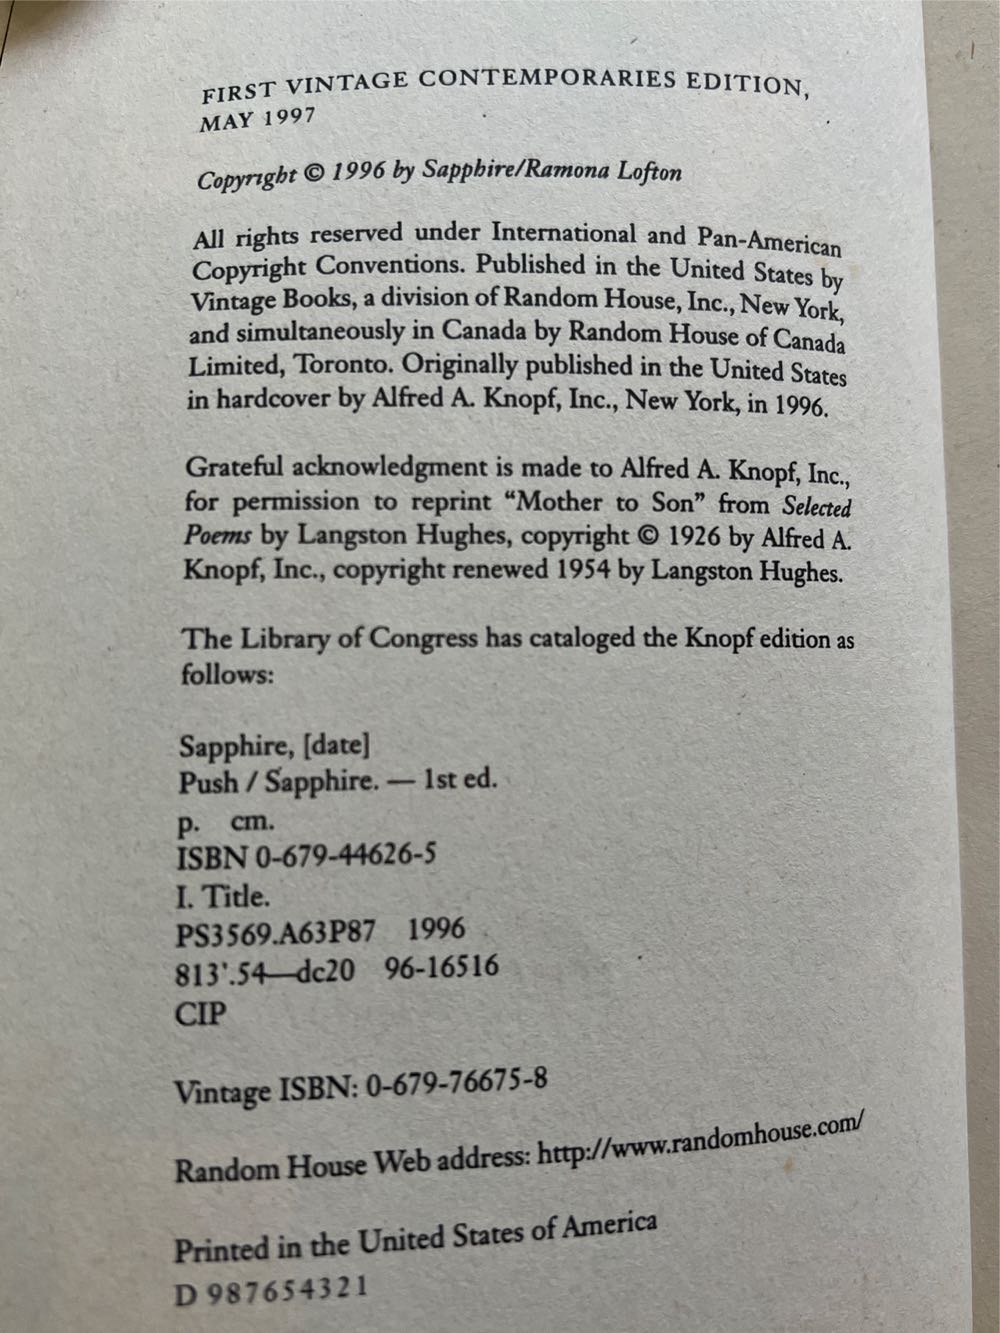 FIRST VINTAGE CONTEMPORARIES EDITION,
MAY 1997
Copyright © 1996 by Sapphire/Ramona Lofton
All rights reserved under International and Pan-American
Copyright Conventions. Published in the United States by
Vintage Books, a division of Random House, Inc., New York,
and simultaneously in Canada by Random House of Canada
Limited, Toronto. Originally published in the United States
in hardcover by Alfred A. Knopf, Inc., New York, in 1996.
Grateful acknowledgment is made to Alfred A. Knopf, Inc.,
for permission to reprint “Mother to Son” from Selected
Poems by Langston Hughes, copyright © 1926 by Alfred A.
Knopf, Inc., copyright renewed 1954 by Langston Hughes.
The Library of Congress has cataloged the Knopf edition as
follows:
Sapphire, [date]
Push / Sapphire. — 1st ed.
p. cm.
ISBN 0-679-44626-5
I. Title.
PS3569.A63P87 1996
813'.54—dc20 96-16516
CIP
Vintage ISBN: 0-679-76675-8
Random House Web address: http://www.randomhouse.com/
Printed in the United States of America
D 987654321